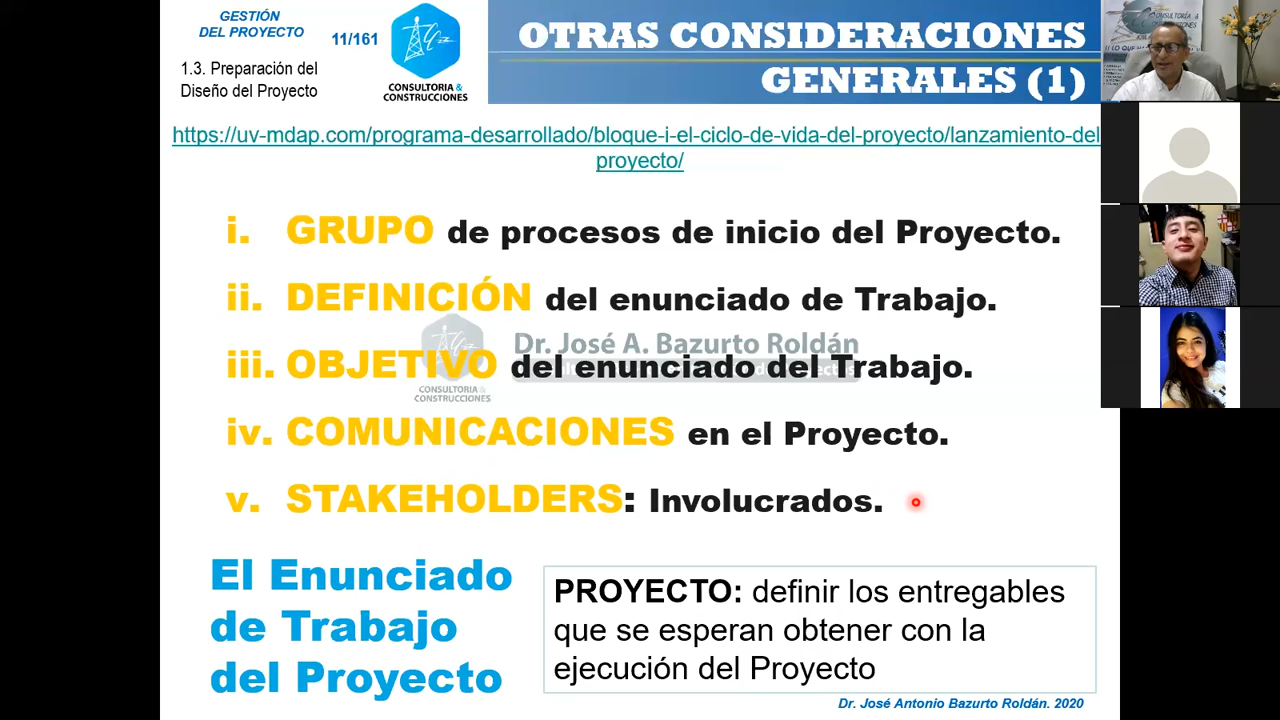 GESTIÓN
DEL PROYECTO
11/161
1.3. Preparación del
Diseño del Proyecto
CONSULTORIA &
CONSTRUCCIONES
OTRAS CONSIDERACIONES
GENERALES (1)
https://uv-mdap.com/programa-desarrollado/bloque-i-el-ciclo-de-vida-del-proyecto/lanzamiento-del
proyecto/
i. GRUPO de procesos de inicio del Proyecto.
ii. DEFINICIÓN del enunciado de Trabajo.
Dr. José A. Bazurto Roldán
iii. OBJETIVO del enunciado del Trabajo.
CONSULTORIA &
CONSTRUCCIONES
iv. COMUNICACIONES en el Proyecto.
v. STAKEHOLDERS: Involucrados.
El Enunciado
de Trabajo
del Proyecto
PROYECTO: definir los entregables
que se esperan obtener con la
ejecución del Proyecto
Dr. José Antonio Bazurto Roldán. 2020